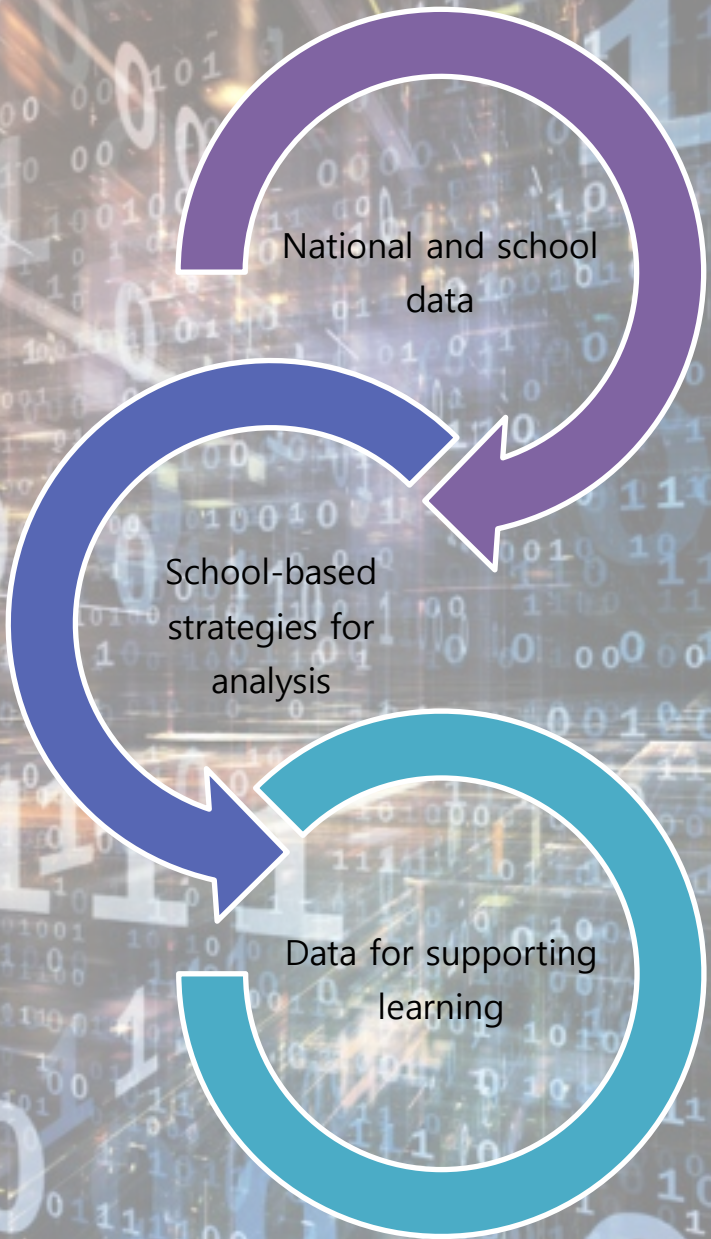 National and school
data
School-based
strategies for
analysis
Data for supporting
learning